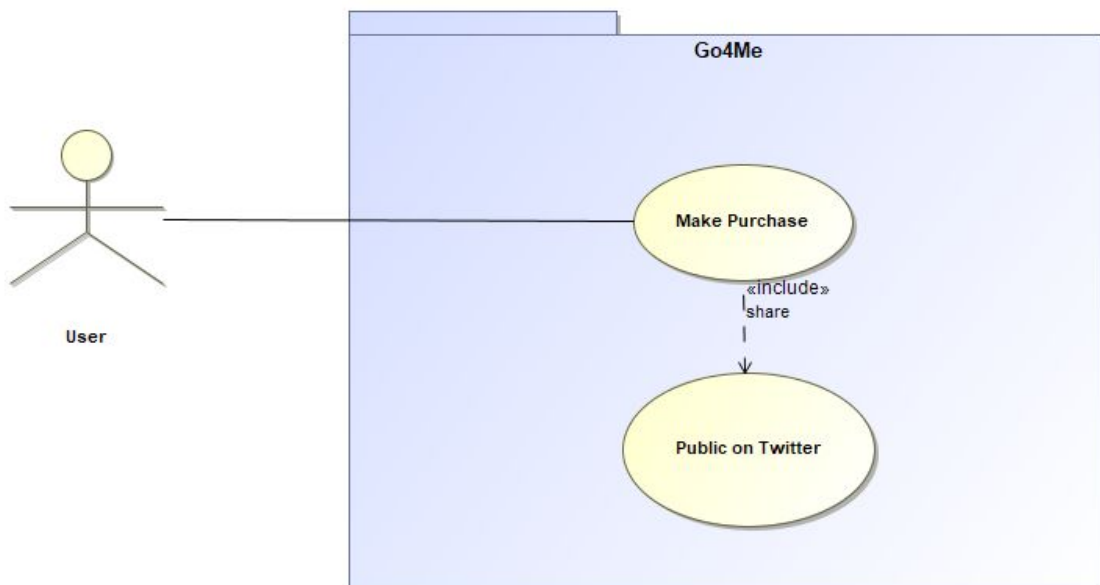 Go4Me
Make Purchase
«include»
share
User
Public on Twitter